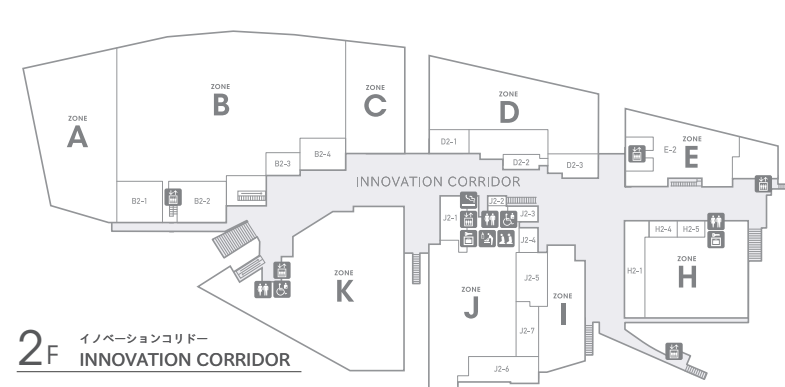 ZONE
A
ZONE
B
ZONE
C
ZONE
D
ZONE
E
E-2
B2-1
B2-2
B2-3
B2-4
D2-1
D2-2
D2-3
INNOVATION CORRIDOR
J2-1
J2-2
J2-3
J2-4
J2-5
J2-7
J2-6
H2-4
H2-5
H2-1
ZONE
H
ZONE
K
ZONE
J
ZONE
I
2F
イノベーションコリドー
INNOVATION CORRIDOR